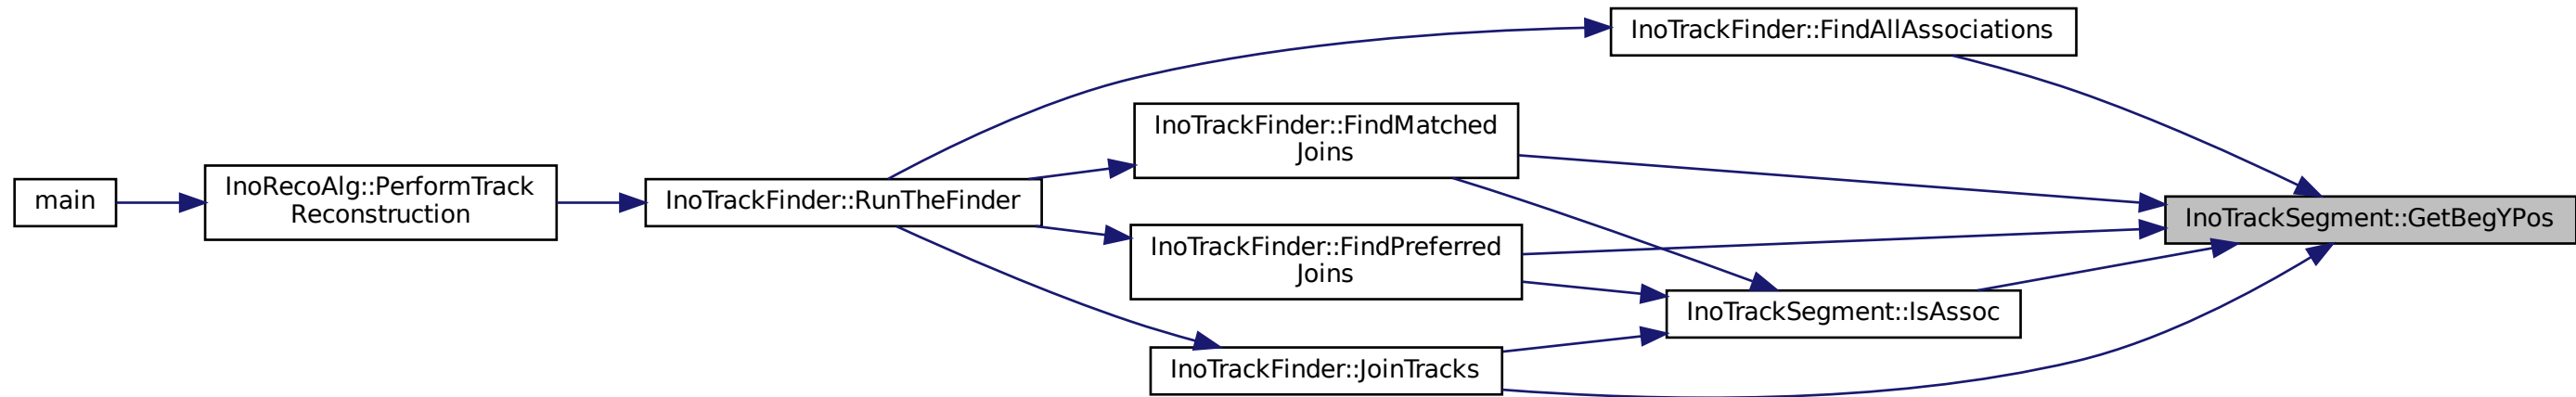 main
InoRecoAlg::PerformTrack
Reconstruction
InoTrackFinder::RunTheFinder
InoTrackFinder::FindAllAssociations
InoTrackFinder::FindMatched
Joins
InoTrackFinder::FindPreferred
Joins
InoTrackFinder::JoinTracks
InoTrackSegment::IsAssoc
InoTrackSegment::GetBegYPos